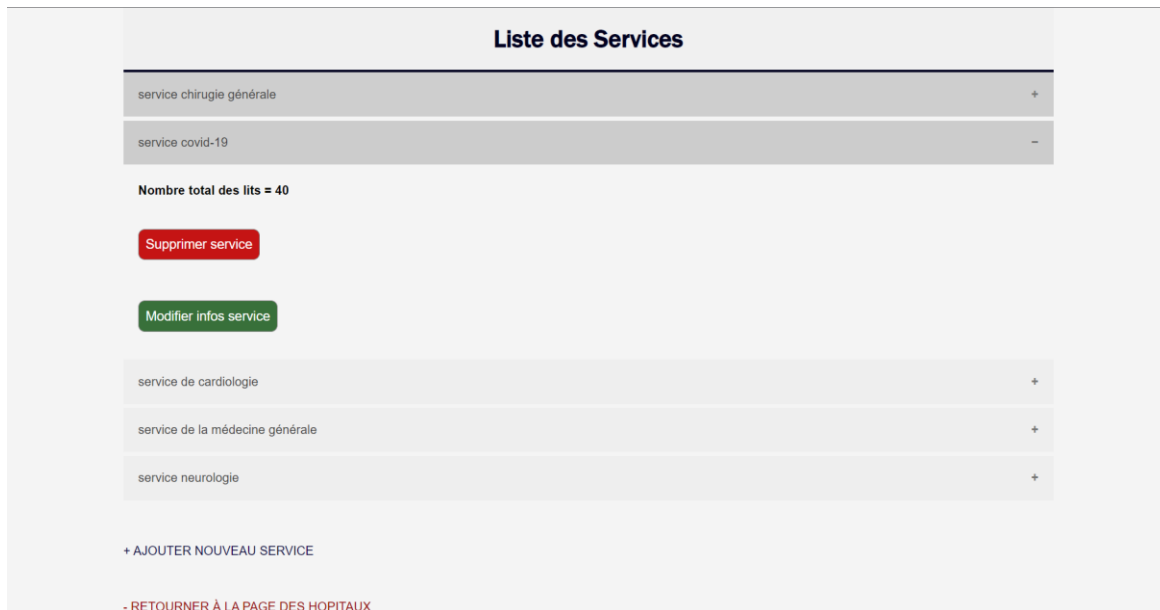 Liste des Services
service chirugie générale +
service covid-19 −
Nombre total des lits = 40
Supprimer service
Modifier infos service
service de cardiologie +
service de la médecine générale +
service neurologie +
+ AJOUTER NOUVEAU SERVICE
- RETOURNER À LA PAGE DES HOPITAUX